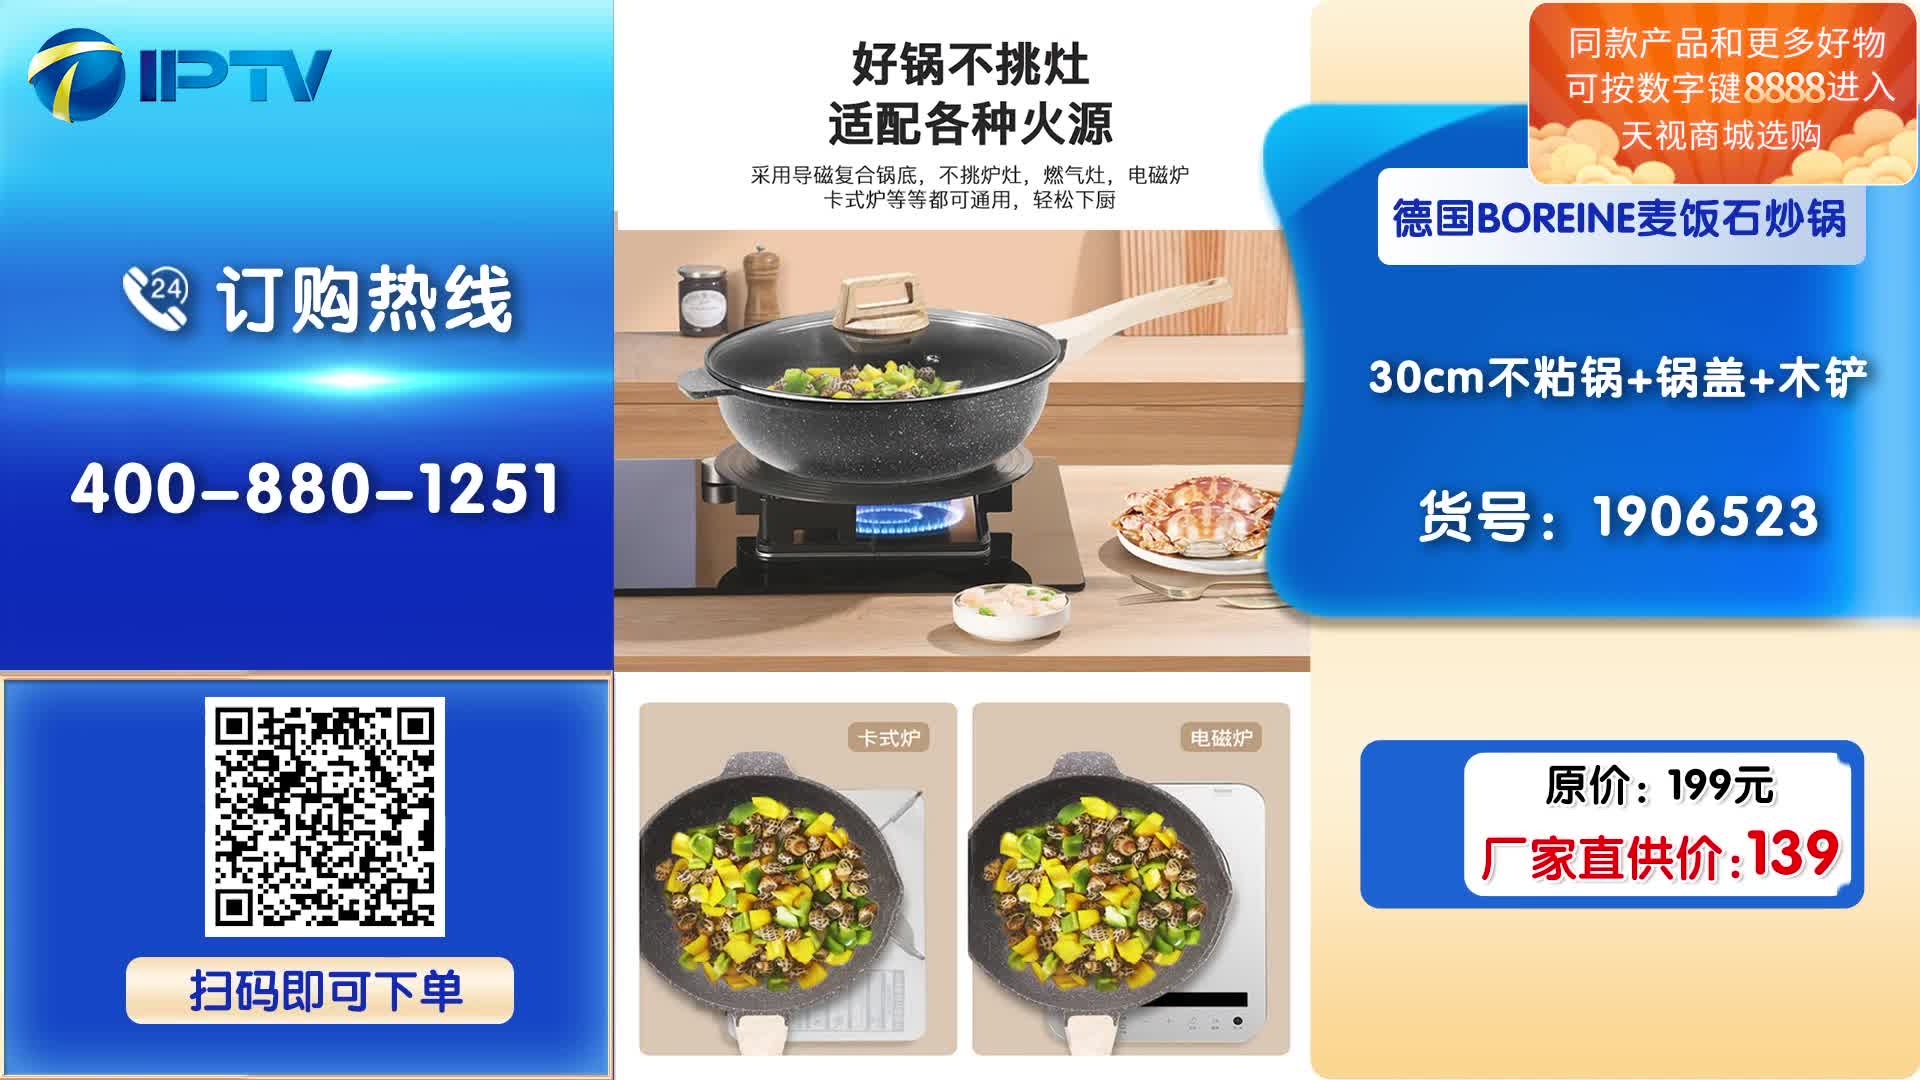 IPTV
24
订购热线
400-880-1251
扫码即可下单
好锅不挑灶
适配各种火源
采用导磁复合锅底，不挑炉灶，燃气灶，电磁炉
卡式炉等等都可通用，轻松下厨
卡式炉
电磁炉
同款产品和更多好物
可按数字键8888进入
天视商城选购
德国BOREINE麦饭石炒锅
30cm不粘锅+锅盖+木铲
货号：1906523
原价：199元
厂家直供价:139